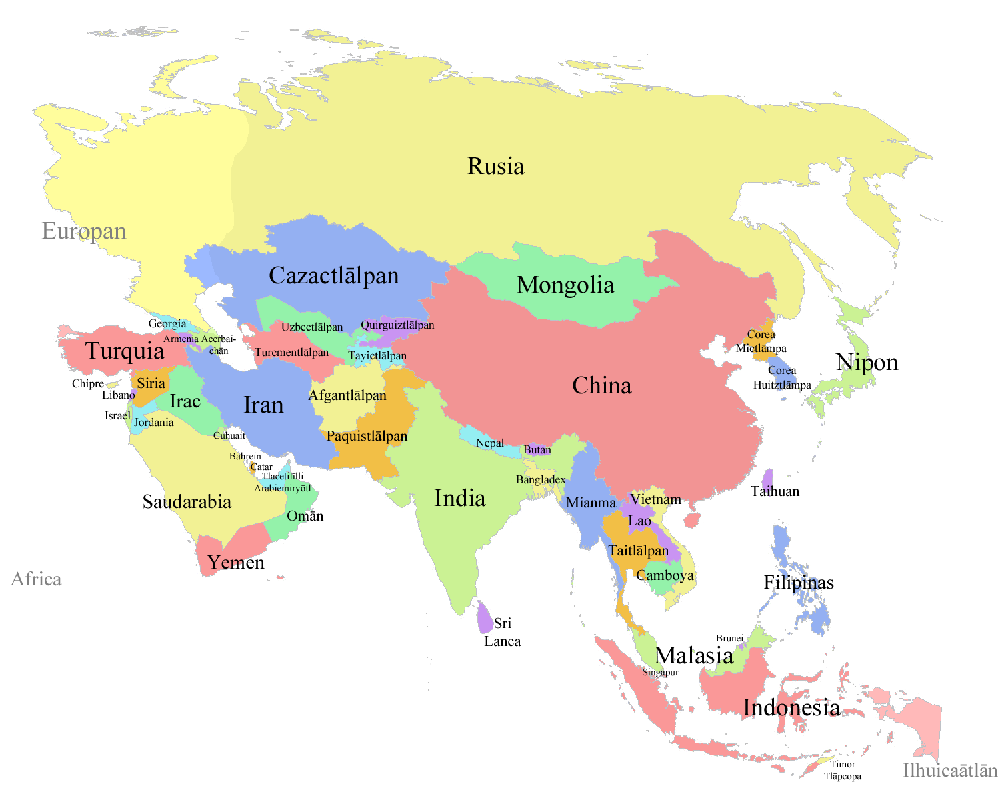 Rusia
Europan
Cazactlālpan
Mongolia
Georgia
Uzbectlālpan
Quirguiztlālpan
Armenia
Acerbai-
chān
Turquia
Turcmentlālpan
Tayictlālpan
Corea
Mictlāmpa
Nipon
Corea
Huitztlāmpa
China
Chipre
Siria
Libano
Irac
Iran
Afgantlālpan
Israel
Jordania
Cuhuait
Paquistlālpan
Nepal
Butan
Bahrein
Catar
Tlacetilīlli
Arabiemiryōtl
Bangladex
Saudarabia
Omān
India
Mianma
Vietnam
Lao
Taihuan
Taitlālpan
Yemen
Camboya
Africa
Filipinas
Sri
Lanca
Brunei
Malasia
Singapur
Indonesia
Timor
Tlāpcopa
Ilhuicaātlān